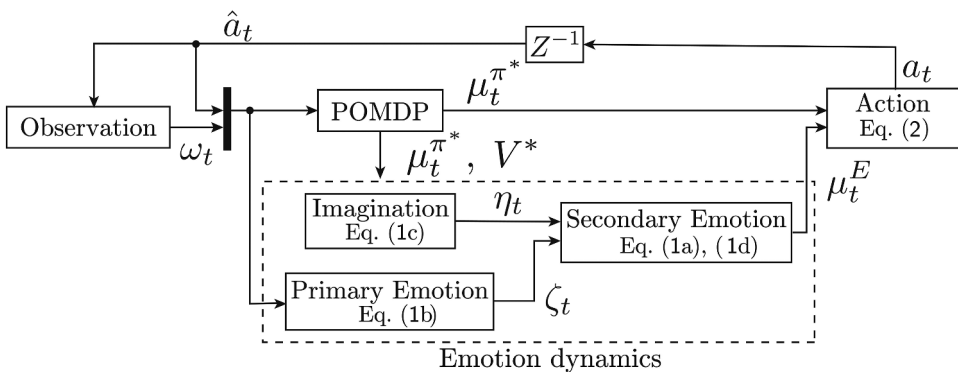 â_t
Z⁻¹
a_t
Observation
ω_t
POMDP
μ_t^{π*}
Action
Eq. (2)
μ_t^{π*} , V*
μ_t^E
Imagination
Eq. (1c)
η_t
Secondary Emotion
Eq. (1a), (1d)
Primary Emotion
Eq. (1b)
ζ_t
Emotion dynamics